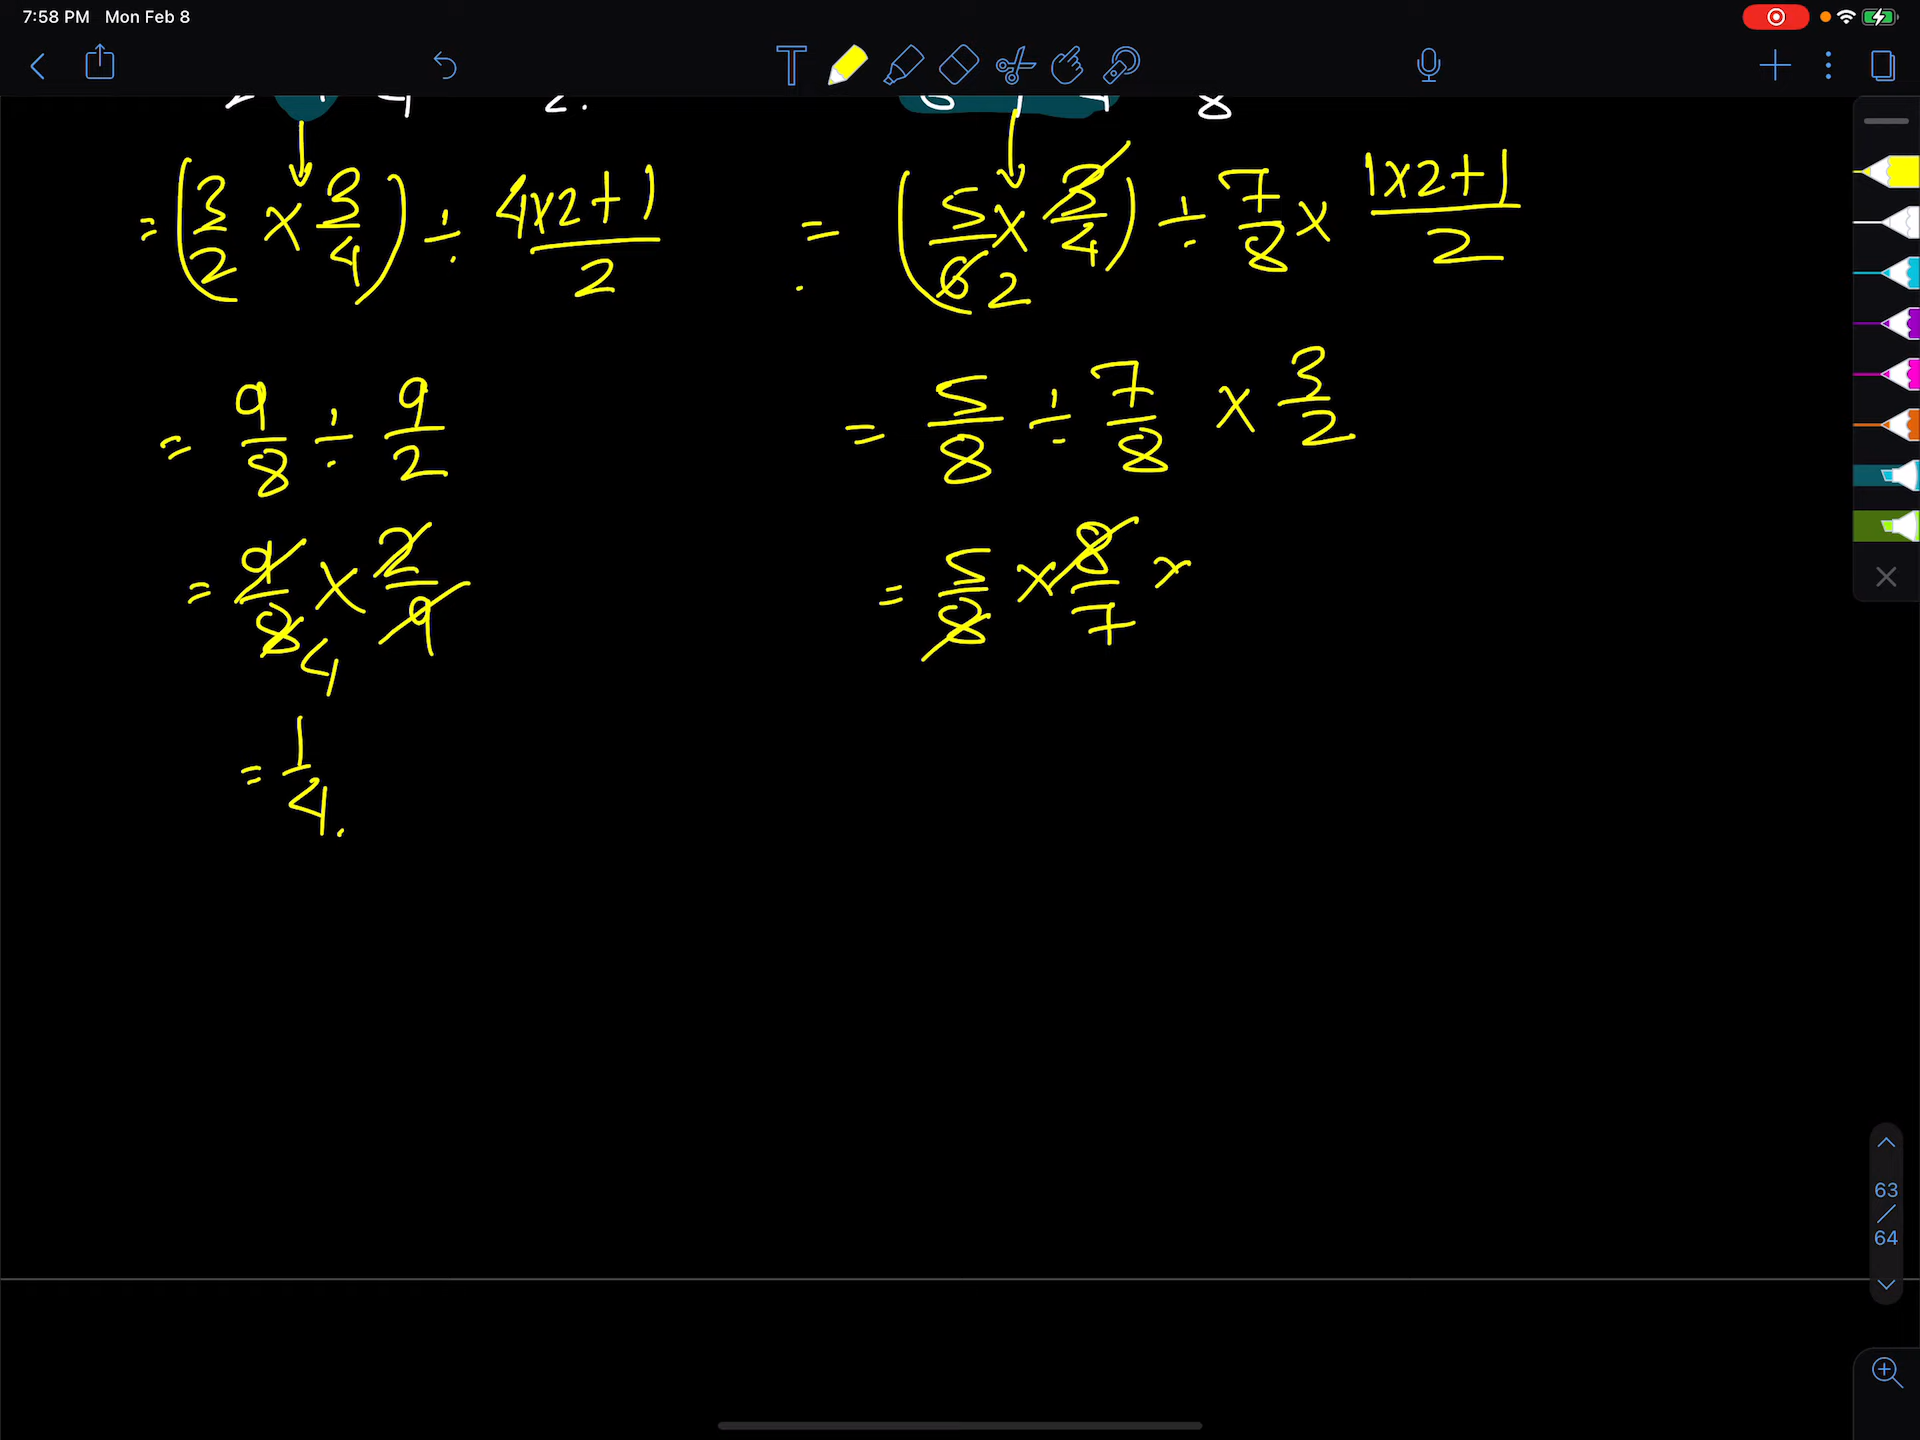 7:58 PM Mon Feb 8
= (3/2 × 3/4) ÷ (4x2+1)/2
= 9/8 ÷ 9/2
= 9/8 4 × 2/9
= 1/4.
= (5/6 2 × 3/4) ÷ 7/8 × (1x2+1)/2
= 5/8 ÷ 7/8 × 3/2
= 5/8 × 8/7 ×
63
/
64